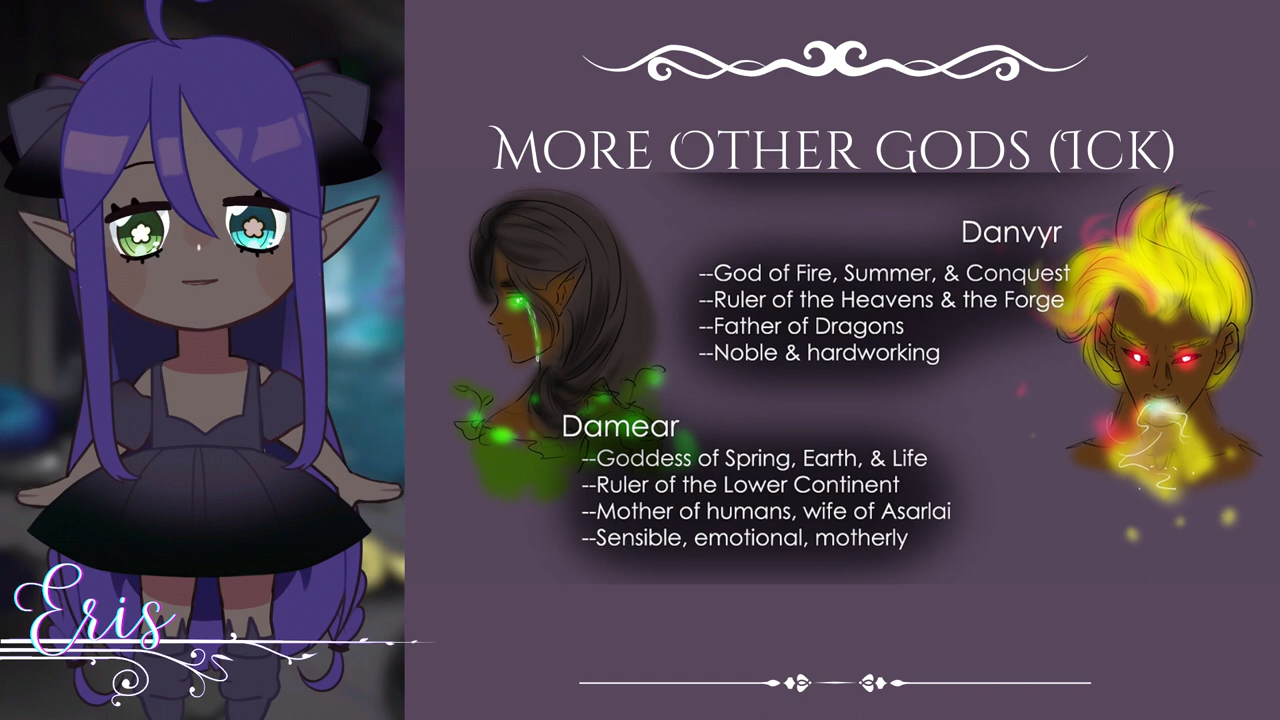 More Other Gods (Ick)
Danvyr
--God of Fire, Summer, & Conquest
--Ruler of the Heavens & the Forge
--Father of Dragons
--Noble & hardworking
Damear
--Goddess of Spring, Earth, & Life
--Ruler of the Lower Continent
--Mother of humans, wife of Asarlai
--Sensible, emotional, motherly
Eris